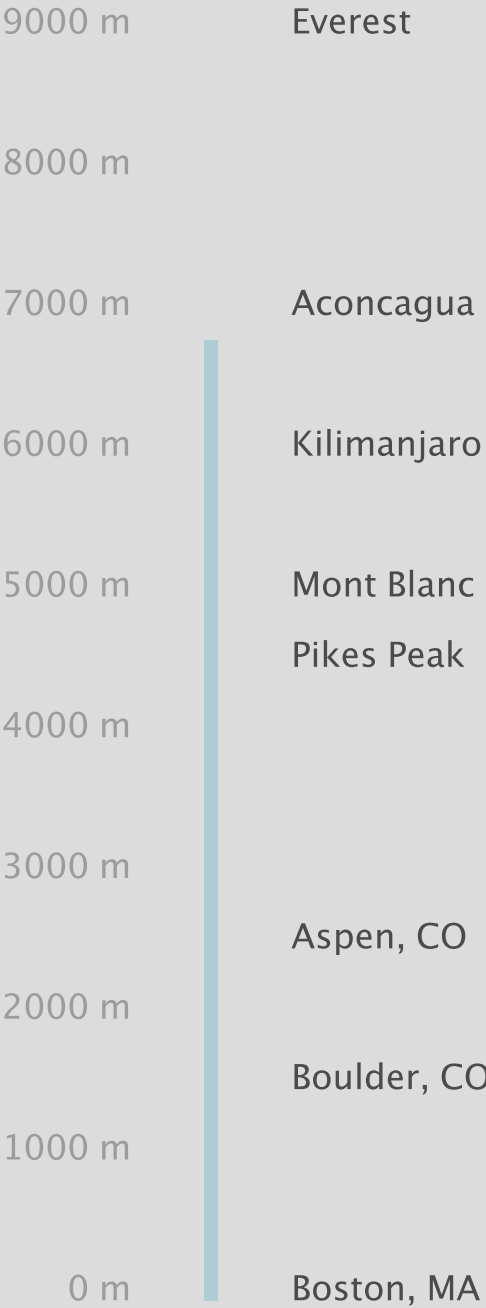 9000 m Everest
8000 m
7000 m Aconcagua
6000 m Kilimanjaro
5000 m Mont Blanc
Pikes Peak
4000 m
3000 m
Aspen, CO
2000 m
Boulder, CO
1000 m
0 m Boston, MA